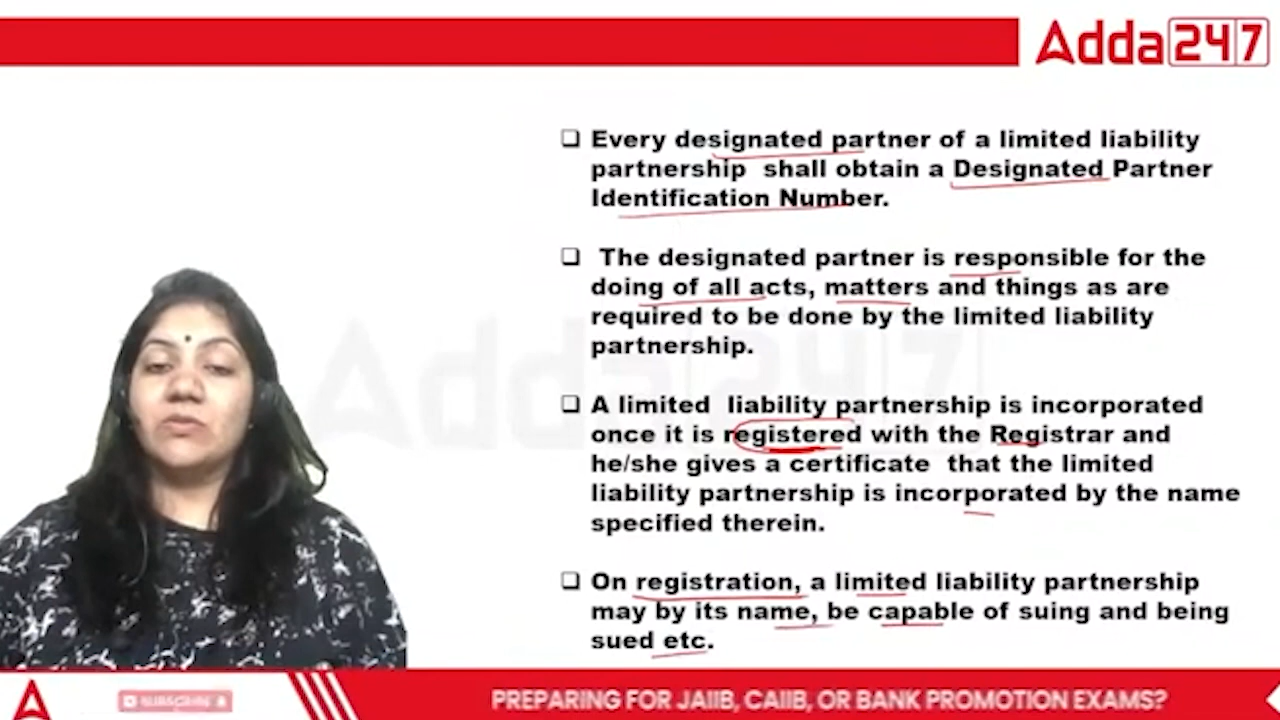 Adda247
❑ Every designated partner of a limited liability
partnership shall obtain a Designated Partner
Identification Number.
❑ The designated partner is responsible for the
doing of all acts, matters and things as are
required to be done by the limited liability
partnership.
❑ A limited liability partnership is incorporated
once it is registered with the Registrar and
he/she gives a certificate that the limited
liability partnership is incorporated by the name
specified therein.
❑ On registration, a limited liability partnership
may by its name, be capable of suing and being
sued etc.
Adda247
SUBSCRIBE
PREPARING FOR JAIIB, CAIIB, OR BANK PROMOTION EXAMS?